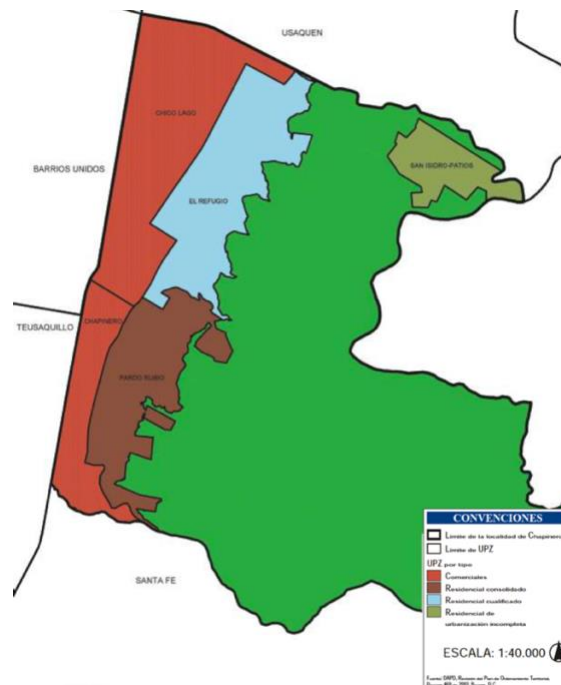 USAQUEN
CHICO LAGO
BARRIOS UNIDOS
SAN ISIDRO-PATIOS
EL REFUGIO
CHAPINERO
TEUSAQUILLO
PARDO RUBIO
SANTA FE
CONVENCIONES
Límite de la localidad de Chapinero
Límite de UPZ
UPZ por tipo
Comerciales
Residencial consolidado
Residencial cualificado
Residencial de
urbanización incompleta
ESCALA: 1:40.000